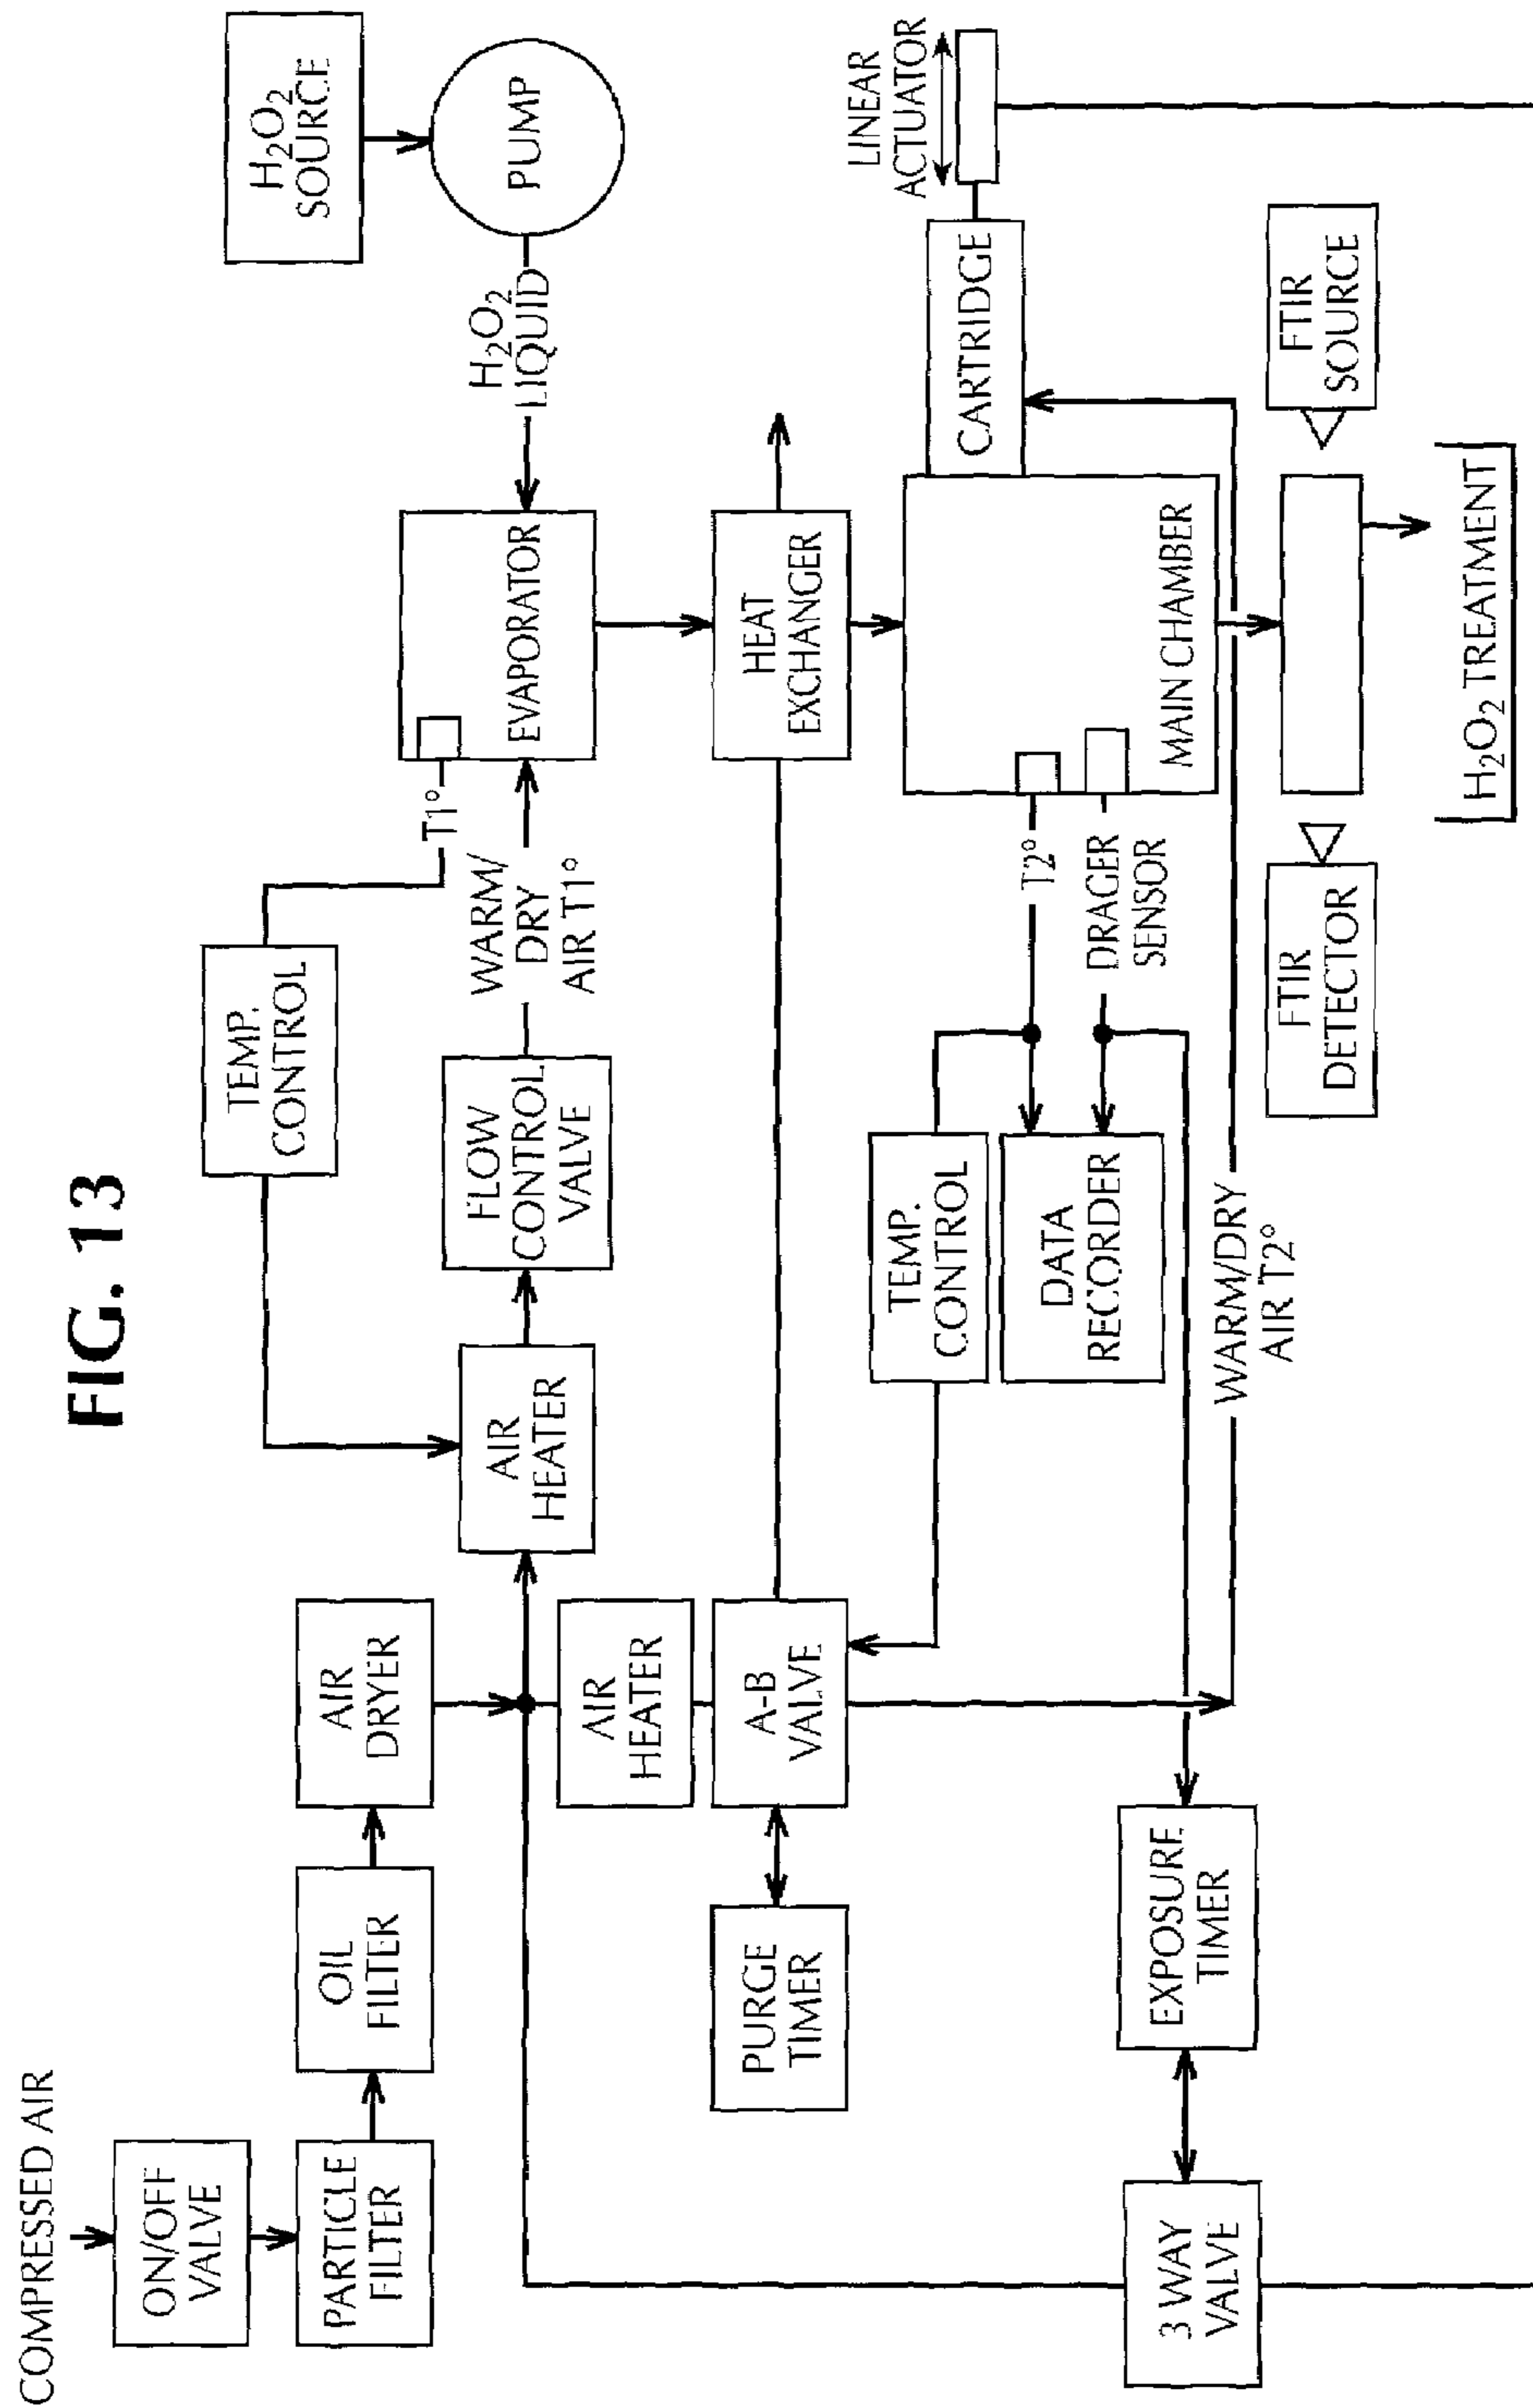 FIG. 13
COMPRESSED AIR
ON/OFF
VALVE
PARTICLE
FILTER
OIL
FILTER
AIR
DRYER
AIR
HEATER
TEMP.
CONTROL
FLOW
CONTROL
VALVE
WARM/
DRY
AIR T1°
T1°
EVAPORATOR
H₂O₂
LIQUID
PUMP
H₂O₂
SOURCE
AIR
HEATER
A-B
VALVE
PURGE
TIMER
HEAT
EXCHANGER
TEMP.
CONTROL
DATA
RECORDER
T2°
DRAGER
SENSOR
MAIN CHAMBER
CARTRIDGE
LINEAR
ACTUATOR
WARM/DRY
AIR T2°
3 WAY
VALVE
EXPOSURE
TIMER
FTIR
DETECTOR
FTIR
SOURCE
H₂O₂ TREATMENT